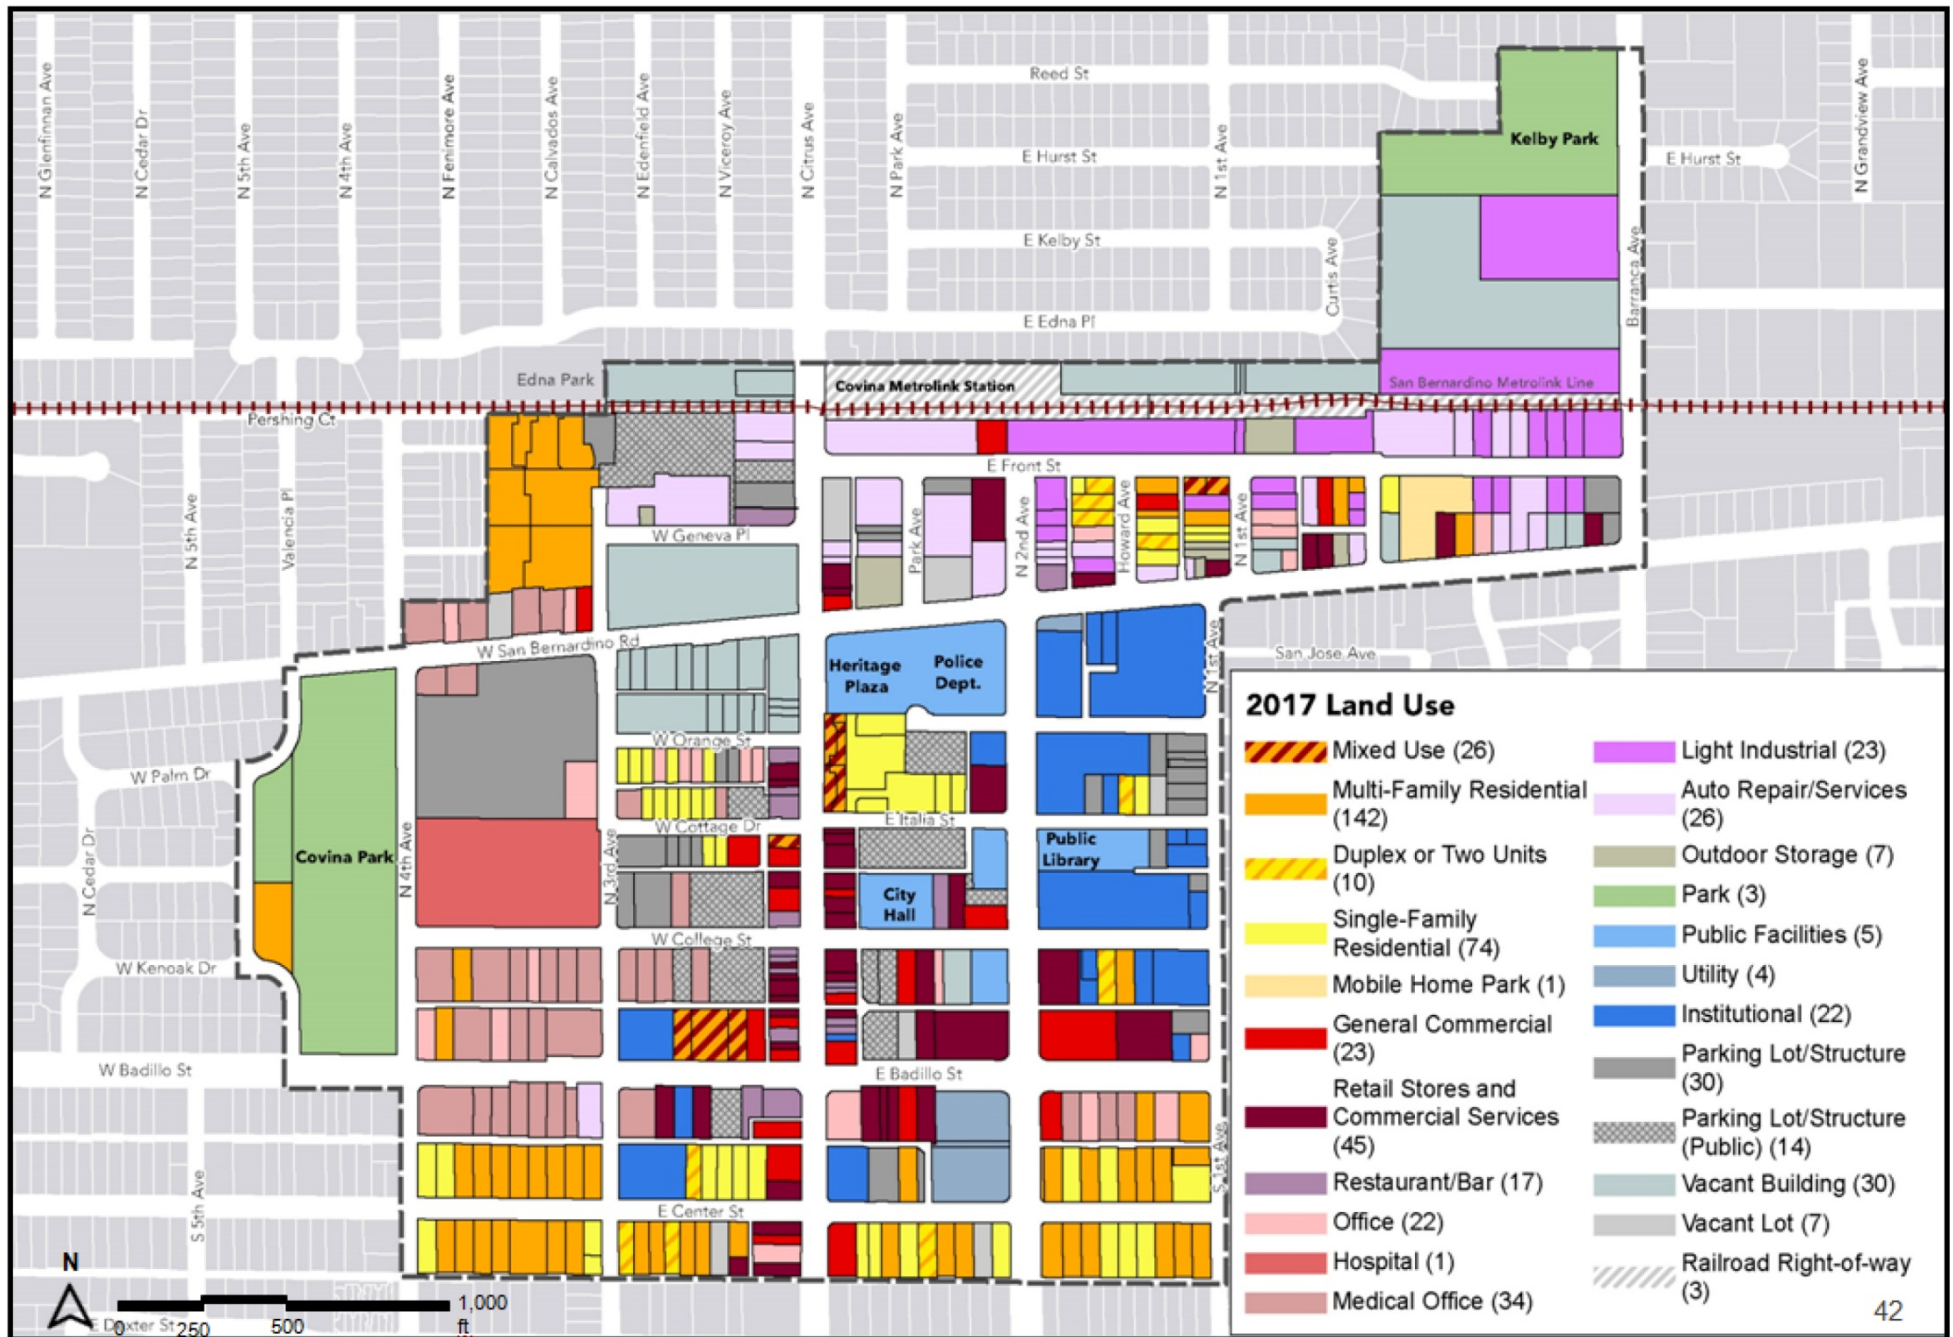 N Glenfinnan Ave
N Cedar Dr
N 5th Ave
N 4th Ave
N Fenimore Ave
N Calvados Ave
N Edenfield Ave
N Viceroy Ave
N Citrus Ave
N Park Ave
N 1st Ave
N Grandview Ave
Reed St
E Hurst St
Kelby Park
E Hurst St
E Kelby St
Curtis Ave
Barranca Ave
E Edna Pl
Edna Park
Covina Metrolink Station
San Bernardino Metrolink Line
Pershing Ct
E Front St
N 5th Ave
Valencia Pl
W Geneva Pl
Park Ave
N 2nd Ave
Howard Ave
N 1st Ave
W San Bernardino Rd
San Jose Ave
N 1st Ave
Heritage
Plaza
Police
Dept.
W Orange St
W Palm Dr
N Cedar Dr
Covina Park
N 4th Ave
N 3rd Ave
W Cottage Dr
E Italia St
Public
Library
City
Hall
W College St
W Kenoak Dr
W Badillo St
E Badillo St
S 5th Ave
S 1st Ave
E Center St
2017 Land Use
Mixed Use (26)
Multi-Family Residential
(142)
Duplex or Two Units
(10)
Single-Family
Residential (74)
Mobile Home Park (1)
General Commercial
(23)
Retail Stores and
Commercial Services
(45)
Restaurant/Bar (17)
Office (22)
Hospital (1)
Medical Office (34)
Light Industrial (23)
Auto Repair/Services
(26)
Outdoor Storage (7)
Park (3)
Public Facilities (5)
Utility (4)
Institutional (22)
Parking Lot/Structure
(30)
Parking Lot/Structure
(Public) (14)
Vacant Building (30)
Vacant Lot (7)
Railroad Right-of-way
(3)
42
N
1,000
ft
0
250
500
E Dexter St